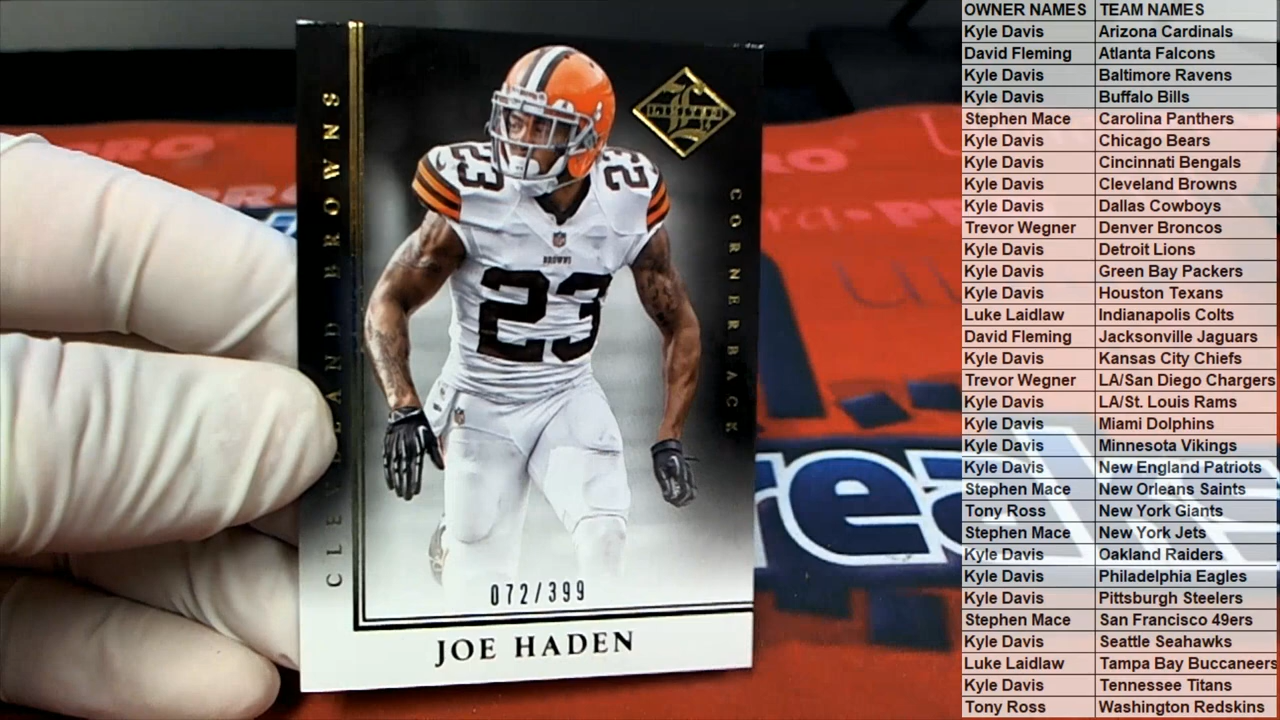 CLEVELAND BROWNS
LIMITED
CORNERBACK
23
23
BROWNS
23
072/399
JOE HADEN
PRO
PRO
PRO
reaks
OWNER NAMES TEAM NAMES
Kyle Davis Arizona Cardinals
David Fleming Atlanta Falcons
Kyle Davis Baltimore Ravens
Kyle Davis Buffalo Bills
Stephen Mace Carolina Panthers
Kyle Davis Chicago Bears
Kyle Davis Cincinnati Bengals
Kyle Davis Cleveland Browns
Kyle Davis Dallas Cowboys
Trevor Wegner Denver Broncos
Kyle Davis Detroit Lions
Kyle Davis Green Bay Packers
Kyle Davis Houston Texans
Luke Laidlaw Indianapolis Colts
David Fleming Jacksonville Jaguars
Kyle Davis Kansas City Chiefs
Trevor Wegner LA/San Diego Chargers
Kyle Davis LA/St. Louis Rams
Kyle Davis Miami Dolphins
Kyle Davis Minnesota Vikings
Kyle Davis New England Patriots
Stephen Mace New Orleans Saints
Tony Ross New York Giants
Stephen Mace New York Jets
Kyle Davis Oakland Raiders
Kyle Davis Philadelphia Eagles
Kyle Davis Pittsburgh Steelers
Stephen Mace San Francisco 49ers
Kyle Davis Seattle Seahawks
Luke Laidlaw Tampa Bay Buccaneers
Kyle Davis Tennessee Titans
Tony Ross Washington Redskins